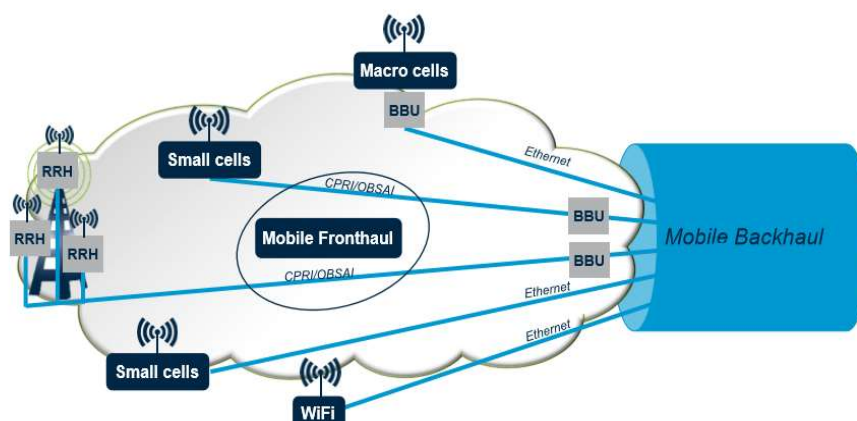 Macro cells
BBU
Ethernet
Small cells
RRH
CPRI/OBSAI
BBU
RRH
RRH
Mobile Fronthaul
Mobile Backhaul
BBU
CPRI/OBSAI
Ethernet
Ethernet
Small cells
WiFi